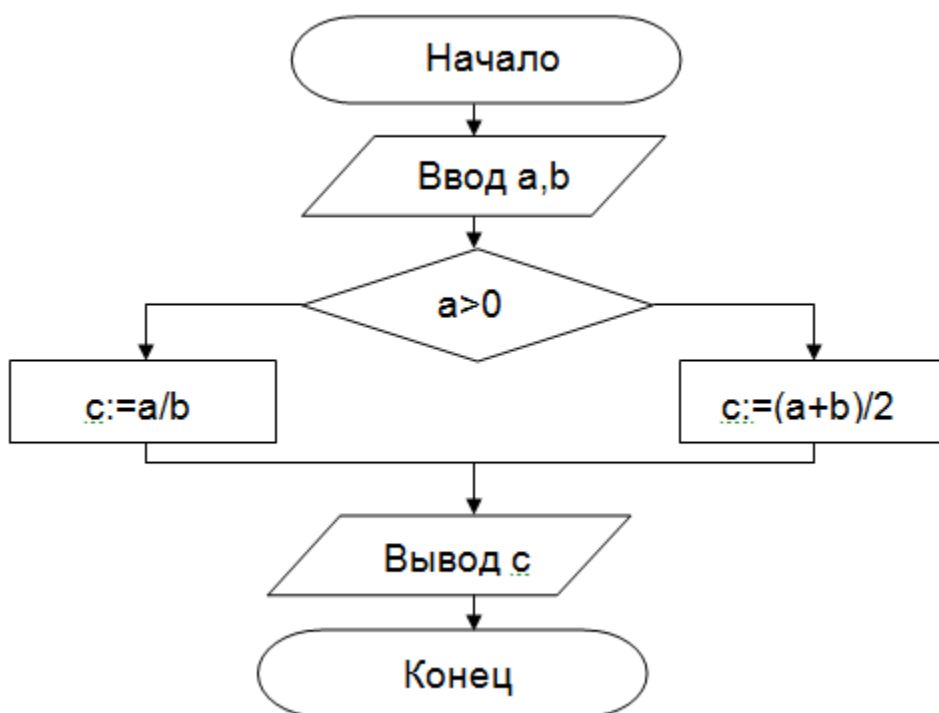 Начало
Ввод a,b
a>0
c:=a/b
c:=(a+b)/2
Вывод c
Конец